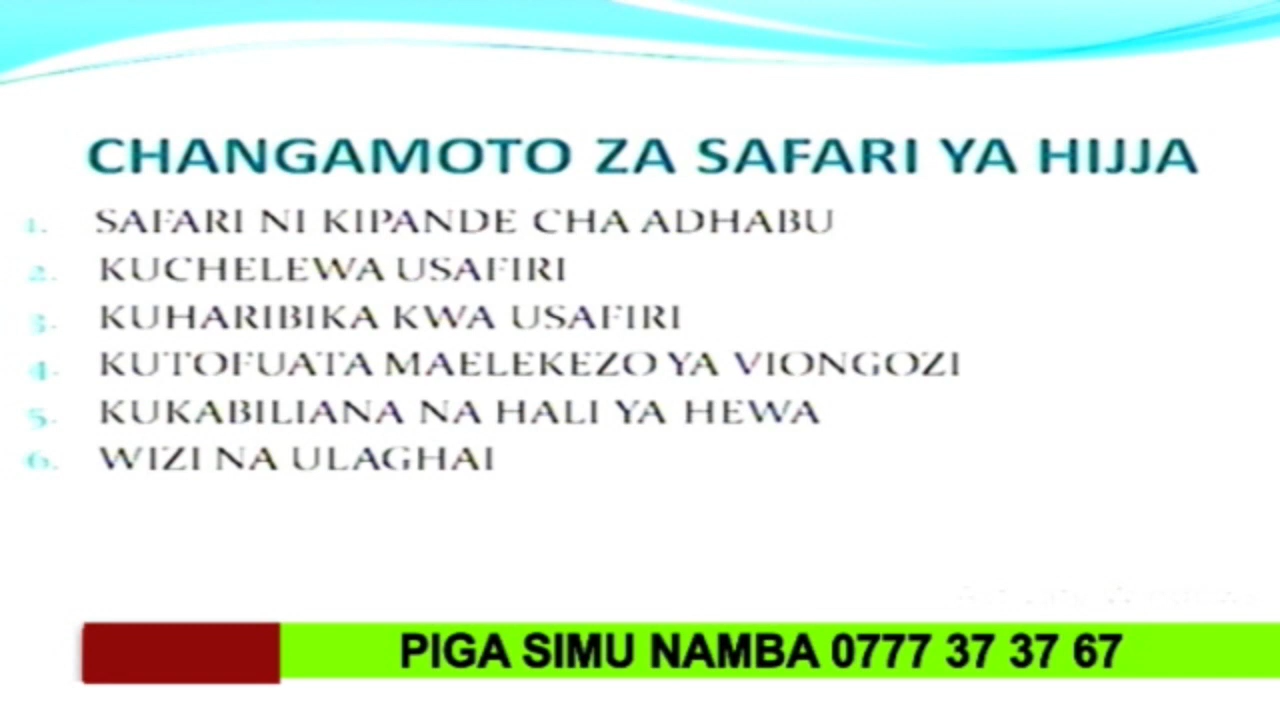 CHANGAMOTO ZA SAFARI YA HIJJA
1. SAFARI NI KIPANDE CHA ADHABU
2. KUCHELEWA USAFIRI
3. KUHARIBIKA KWA USAFIRI
4. KUTOFUATA MAELEKEZO YA VIONGOZI
5. KUKABILIANA NA HALI YA HEWA
6. WIZI NA ULAGHAI
PIGA SIMU NAMBA 0777 37 37 67